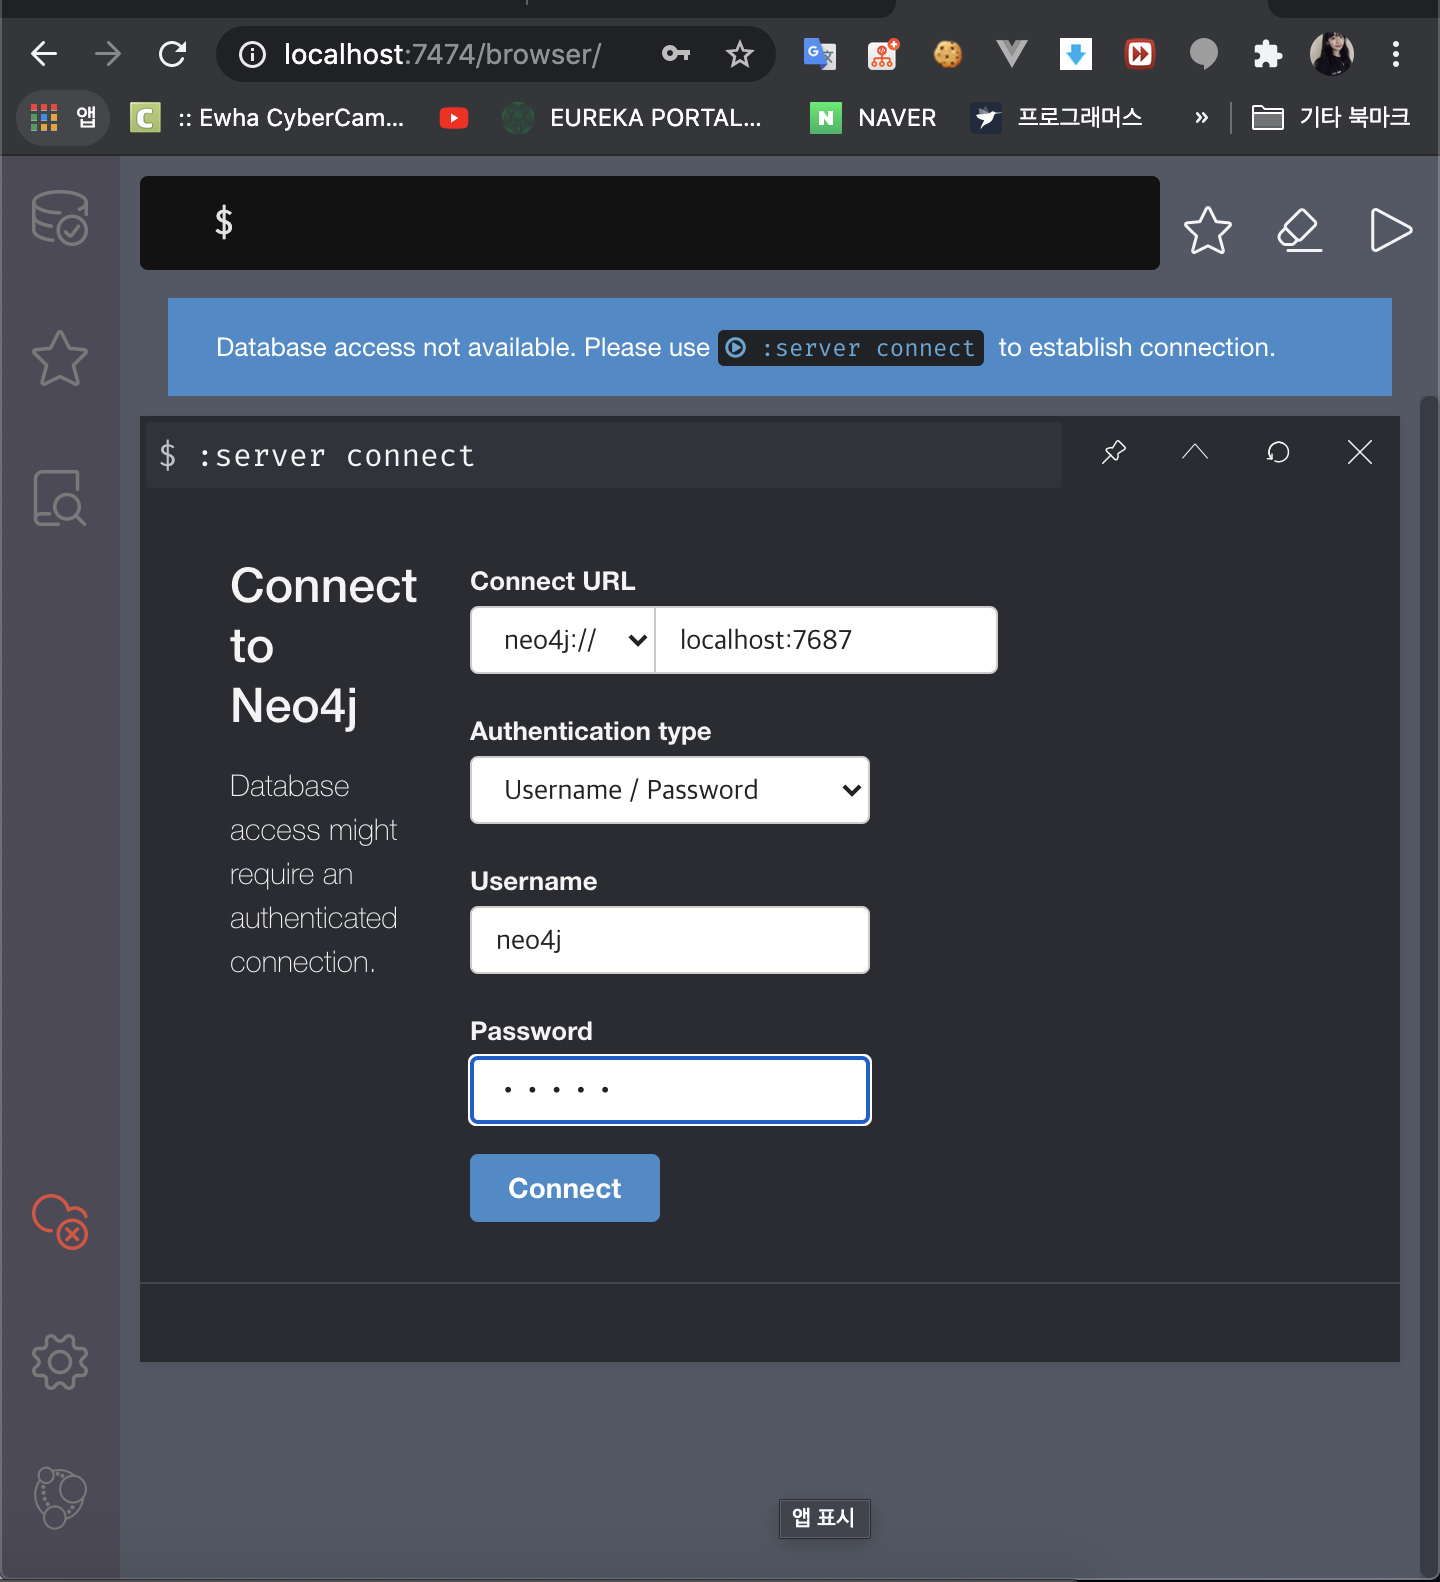 localhost:7474/browser/
앱
:: Ewha CyberCam...
EUREKA PORTAL...
NAVER
프로그래머스
»
기타 북마크
$
Database access not available. Please use :server connect to establish connection.
$ :server connect
Connect
to
Neo4j
Database
access might
require an
authenticated
connection.
Connect URL
neo4j://
localhost:7687
Authentication type
Username / Password
Username
neo4j
Password
•••••
Connect
앱 표시